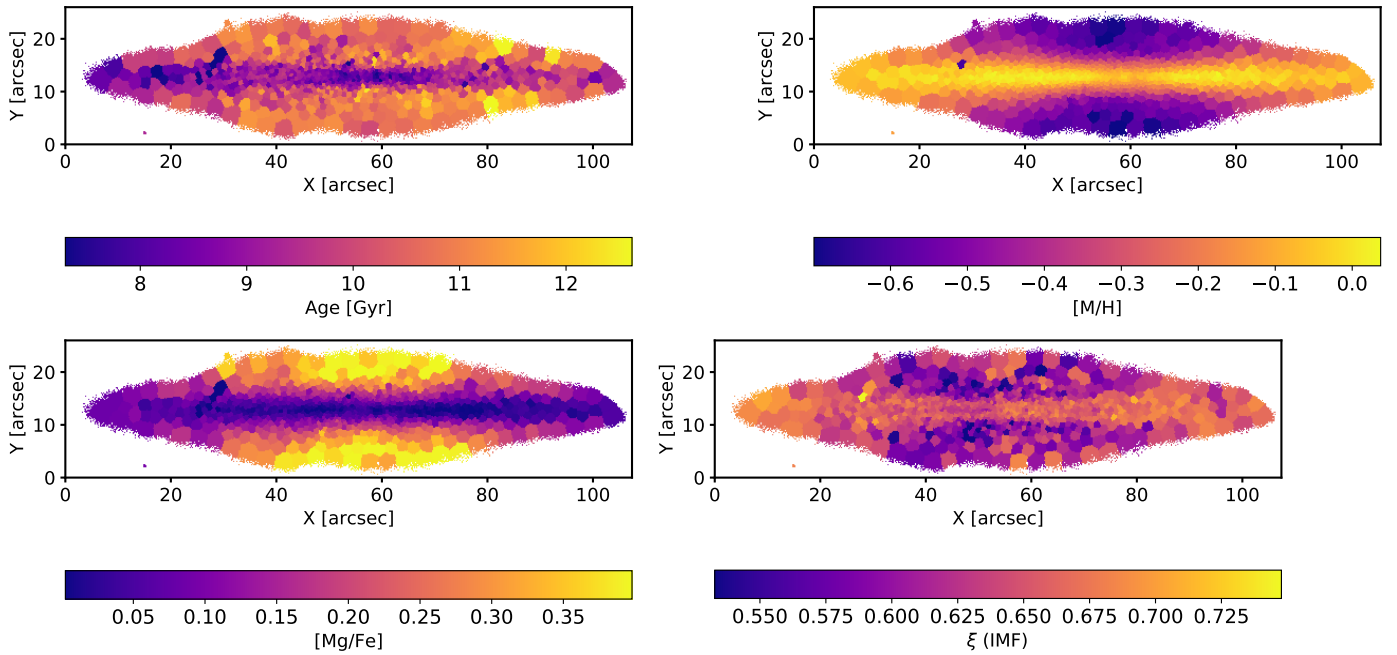 Y [arcsec]
20
10
0
0 20 40 60 80 100
X [arcsec]
8 9 10 11 12
Age [Gyr]
Y [arcsec]
20
10
0
0 20 40 60 80 100
X [arcsec]
−0.6 −0.5 −0.4 −0.3 −0.2 −0.1 0.0
[M/H]
Y [arcsec]
20
10
0
0 20 40 60 80 100
X [arcsec]
0.05 0.10 0.15 0.20 0.25 0.30 0.35
[Mg/Fe]
Y [arcsec]
20
10
0
0 20 40 60 80 100
X [arcsec]
0.550 0.575 0.600 0.625 0.650 0.675 0.700 0.725
ξ (IMF)